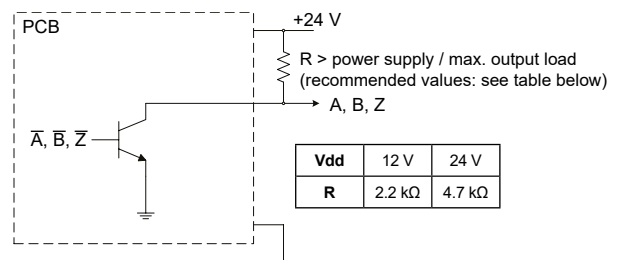 PCB
+24 V
R > power supply / max. output load
(recommended values: see table below)
A, B, Z
A̅, B̅, Z̅
Vdd 12 V 24 V
R 2.2 kΩ 4.7 kΩ